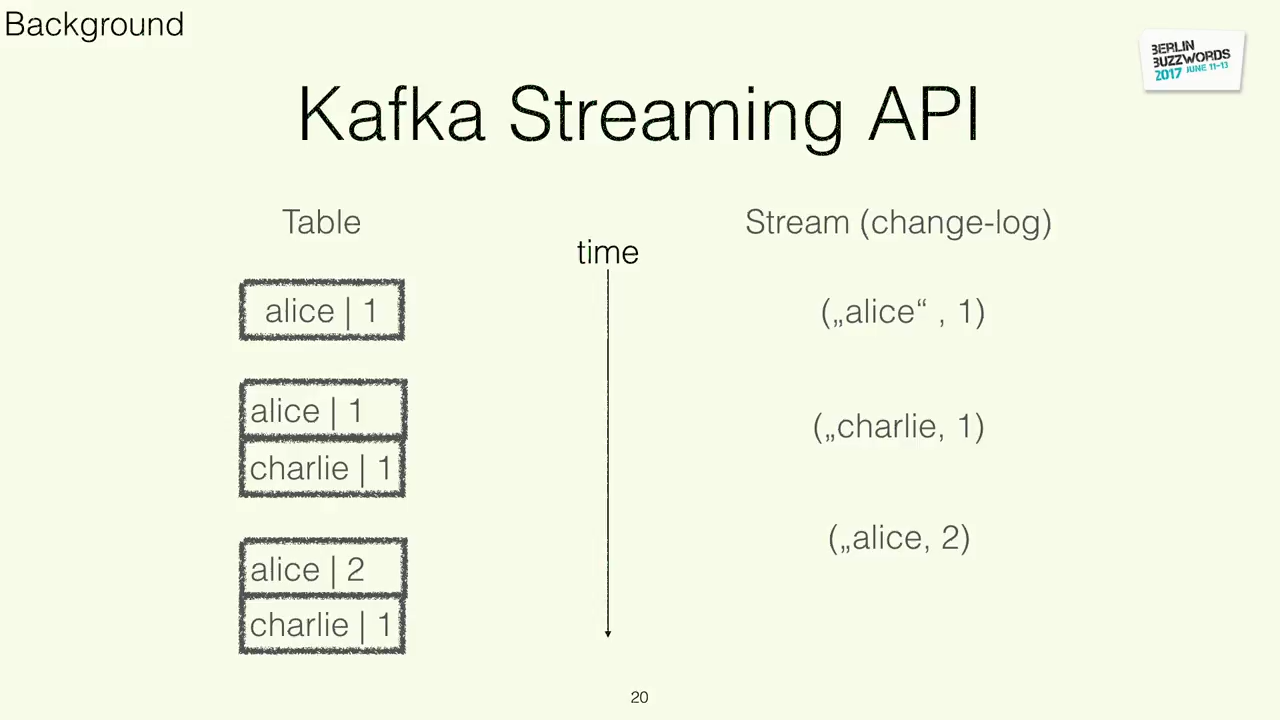 Background
BERLIN
BUZZWORDS
2017 JUNE 11-13
Kafka Streaming API
Table
Stream (change-log)
time
alice | 1
(„alice“ , 1)
alice | 1
charlie | 1
(„charlie, 1)
alice | 2
charlie | 1
(„alice, 2)
20